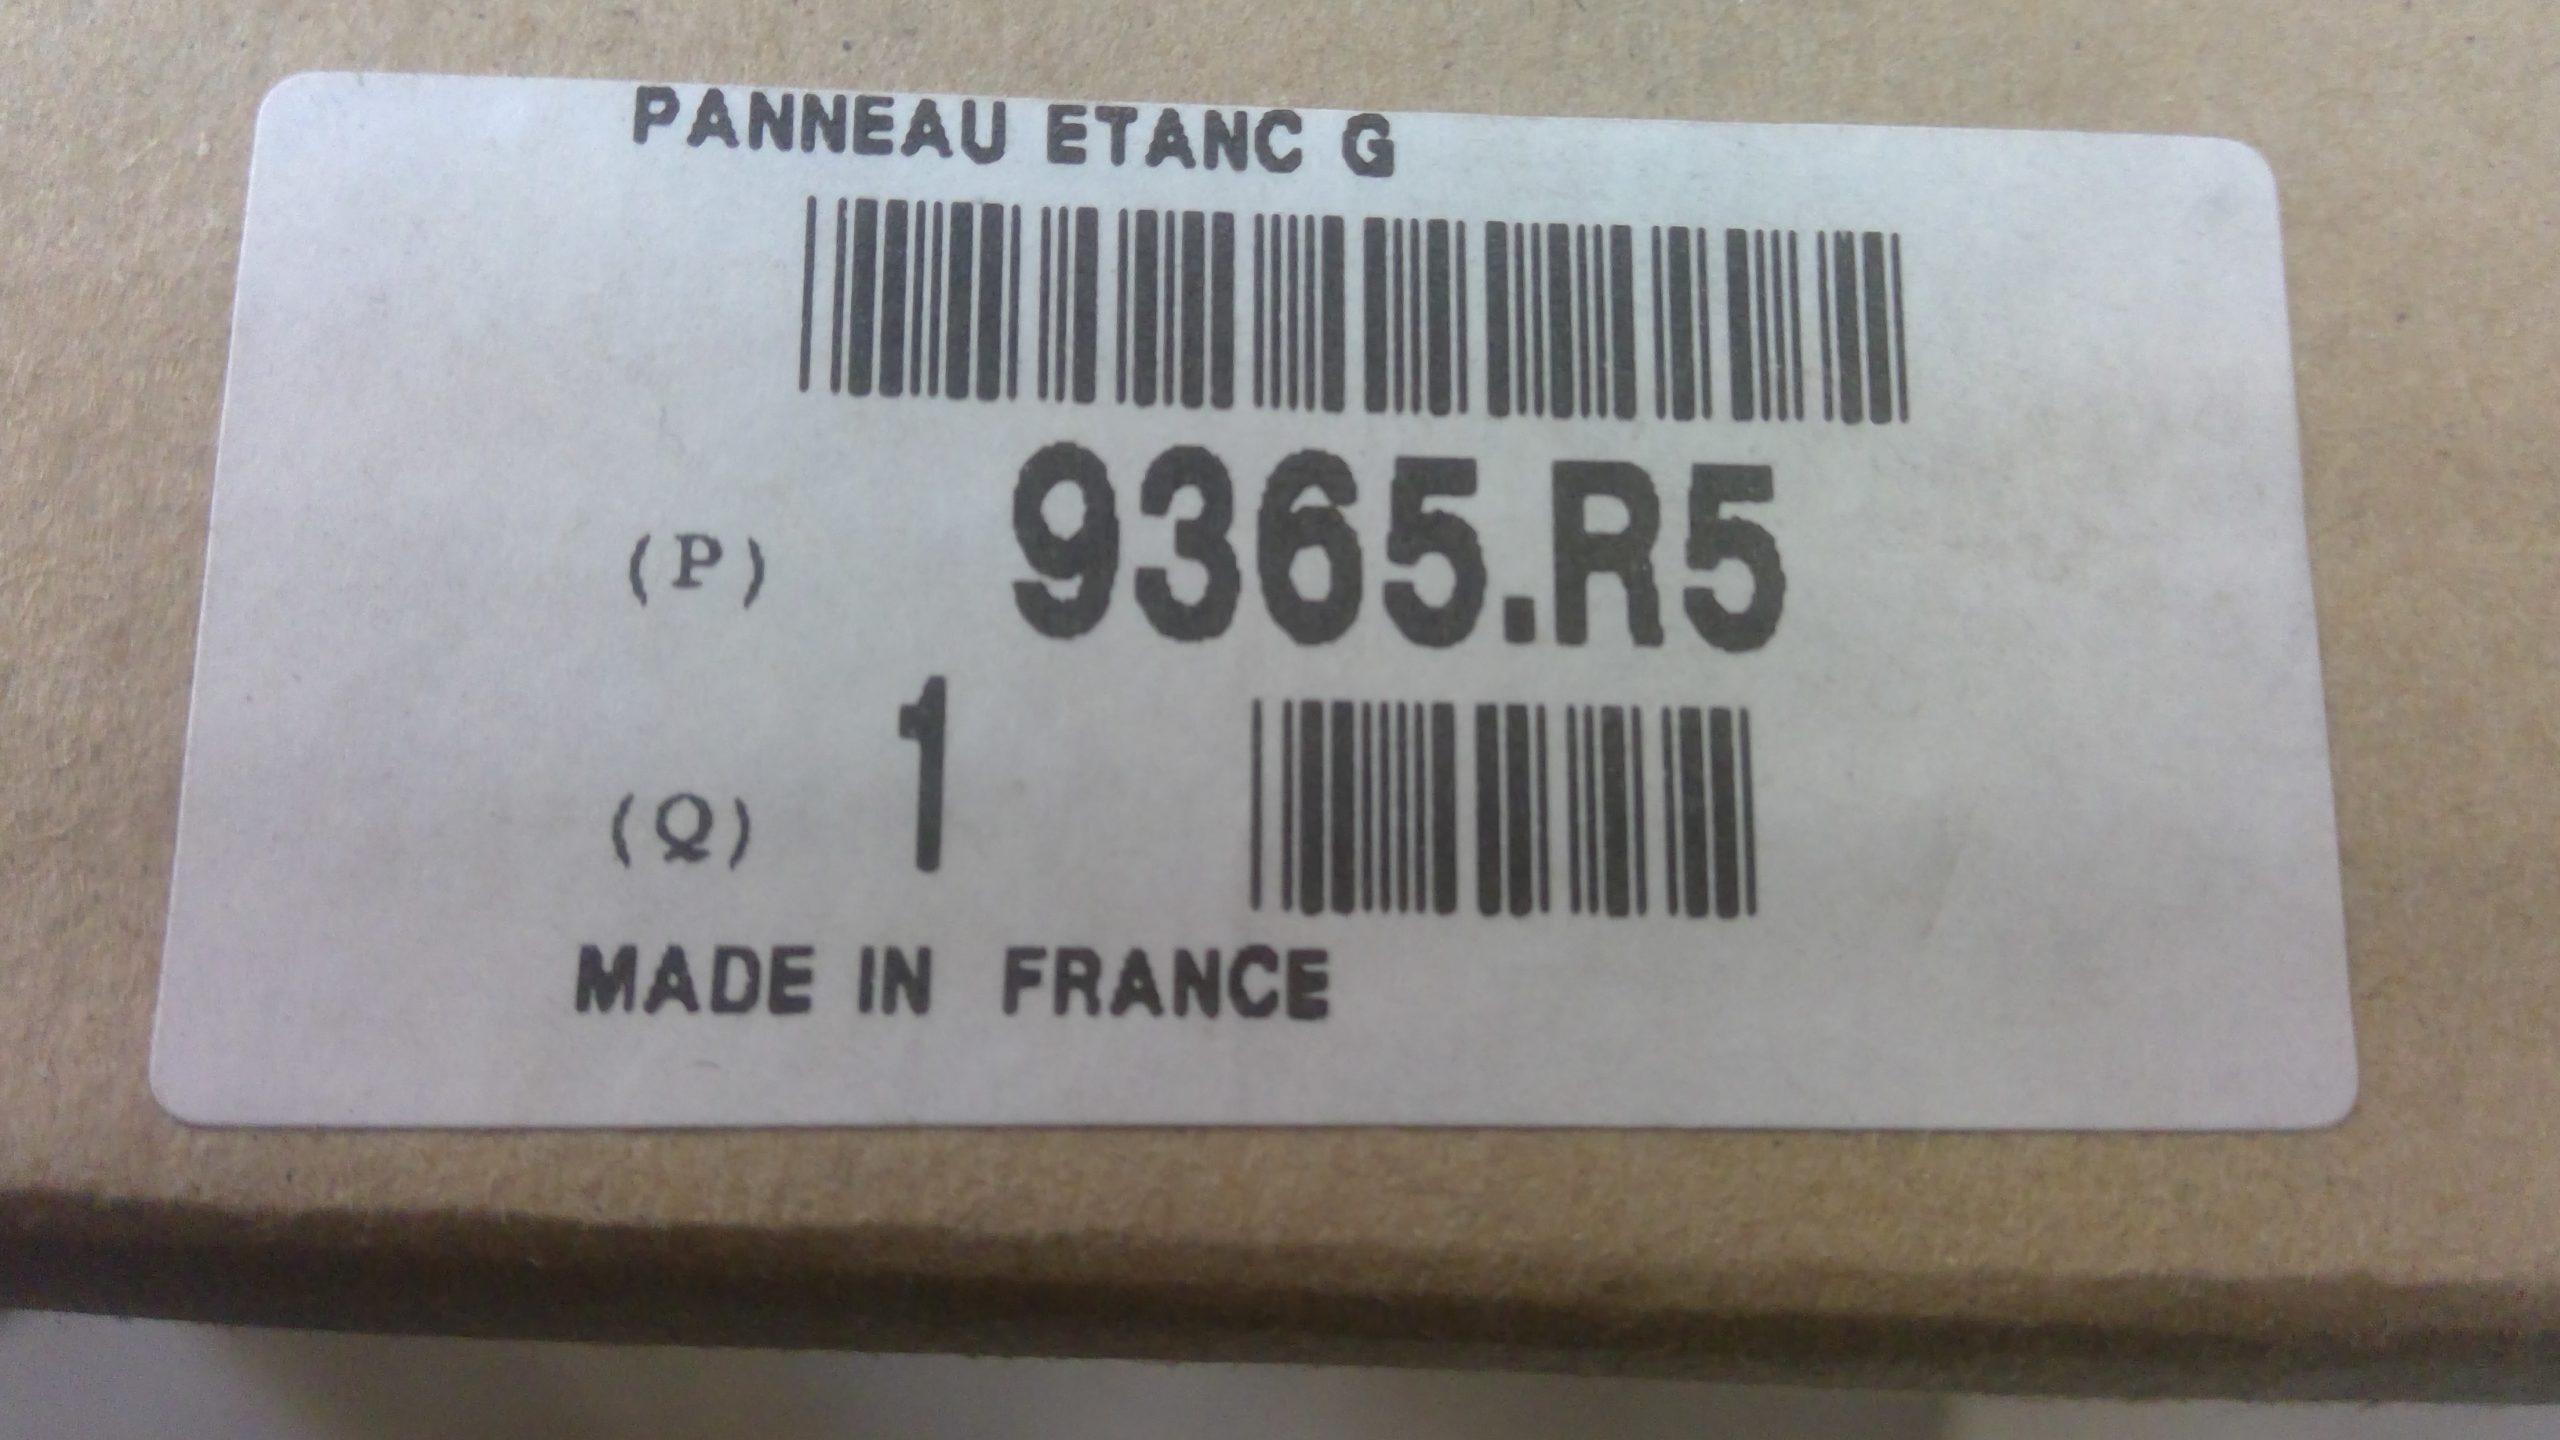 PANNEAU ETANC G
(P) 9365.R5
(Q) 1
MADE IN FRANCE